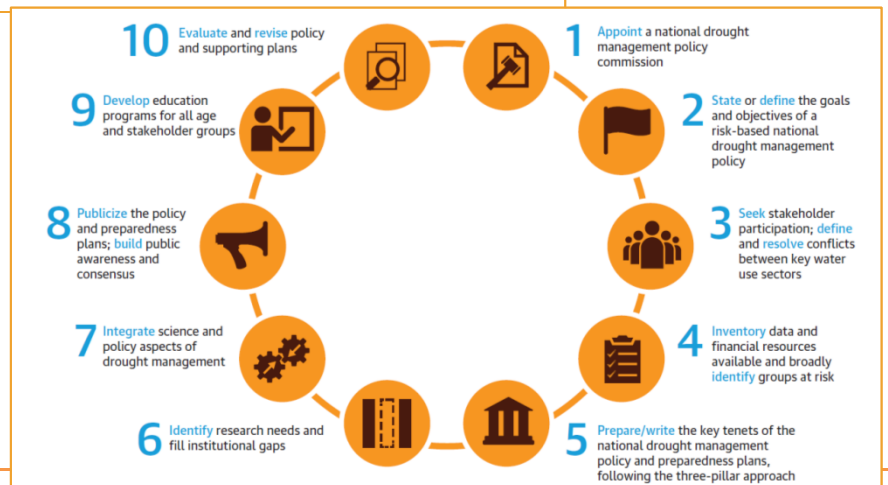 1 Appoint a national drought
management policy
commission
2 State or define the goals
and objectives of a
risk-based national
drought management
policy
3 Seek stakeholder
participation; define
and resolve conflicts
between key water
use sectors
4 Inventory data and
financial resources
available and broadly
identify groups at risk
5 Prepare/write the key tenets of the
national drought management
policy and preparedness plans,
following the three-pillar approach
6 Identify research needs and
fill institutional gaps
7 Integrate science and
policy aspects of
drought management
8 Publicize the policy
and preparedness
plans; build public
awareness and
consensus
9 Develop education
programs for all age
and stakeholder groups
10 Evaluate and revise policy
and supporting plans